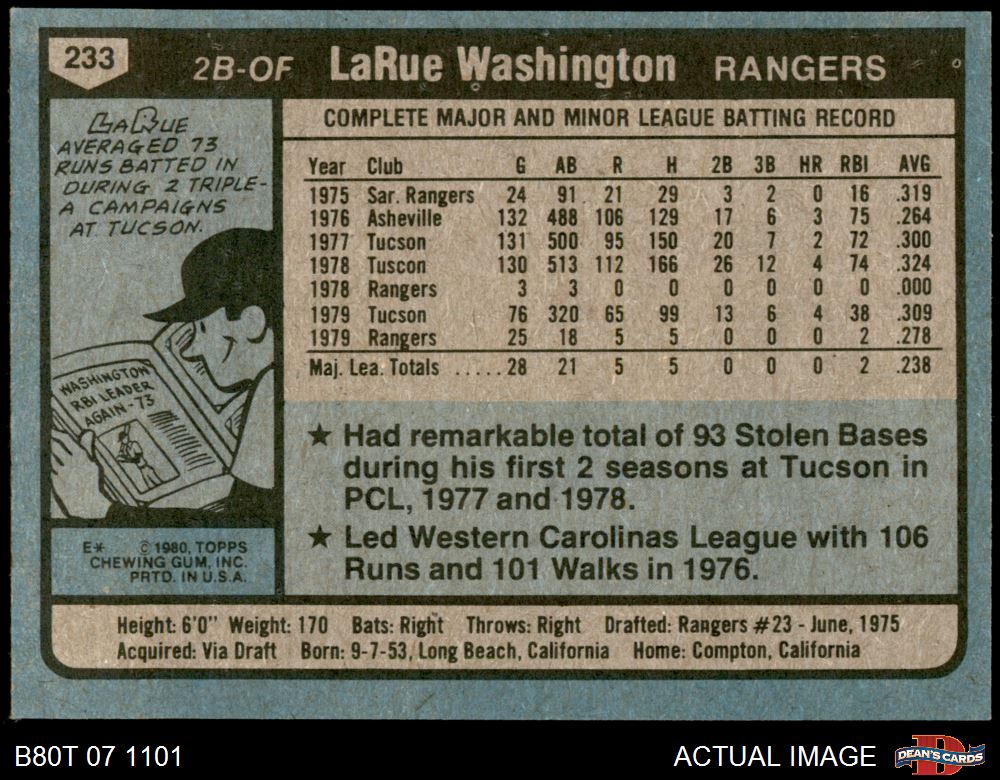 233 2B-OF LaRue Washington RANGERS
LaRue
AVERAGED 73
RUNS BATTED IN
DURING 2 TRIPLE-
A CAMPAIGNS
AT TUCSON.
WASHINGTON
RBI LEADER
AGAIN-73
E* © 1980, TOPPS
CHEWING GUM, INC.
PRTD. IN U.S.A.
COMPLETE MAJOR AND MINOR LEAGUE BATTING RECORD
Year Club G AB R H 2B 3B HR RBI AVG
1975 Sar. Rangers 24 91 21 29 3 2 0 16 .319
1976 Asheville 132 488 106 129 17 6 3 75 .264
1977 Tucson 131 500 95 150 20 7 2 72 .300
1978 Tuscon 130 513 112 166 26 12 4 74 .324
1978 Rangers 3 3 0 0 0 0 0 0 .000
1979 Tucson 76 320 65 99 13 6 4 38 .309
1979 Rangers 25 18 5 5 0 0 0 2 .278
Maj. Lea. Totals .....28 21 5 5 0 0 0 2 .238
★ Had remarkable total of 93 Stolen Bases
during his first 2 seasons at Tucson in
PCL, 1977 and 1978.
★ Led Western Carolinas League with 106
Runs and 101 Walks in 1976.
Height: 6'0" Weight: 170 Bats: Right Throws: Right Drafted: Rangers #23 - June, 1975
Acquired: Via Draft Born: 9-7-53, Long Beach, California Home: Compton, California
B80T 07 1101 ACTUAL IMAGE DEAN'S CARDS